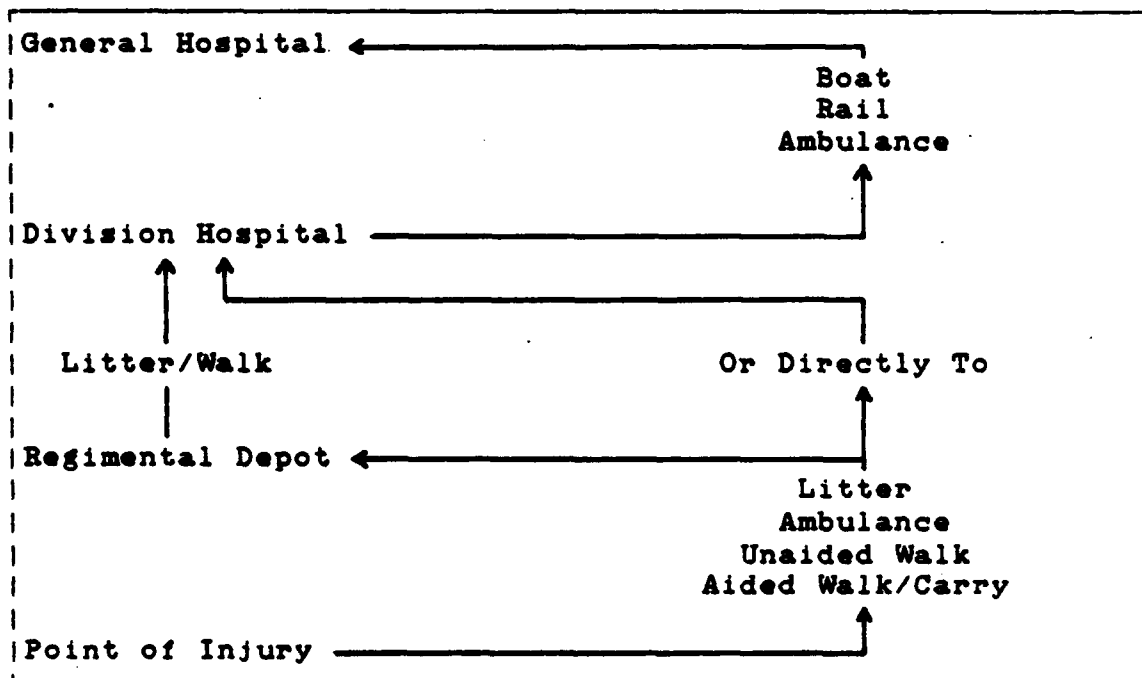 General Hospital
Boat
Rail
Ambulance
Division Hospital
Litter/Walk
Or Directly To
Regimental Depot
Litter
Ambulance
Unaided Walk
Aided Walk/Carry
Point of Injury